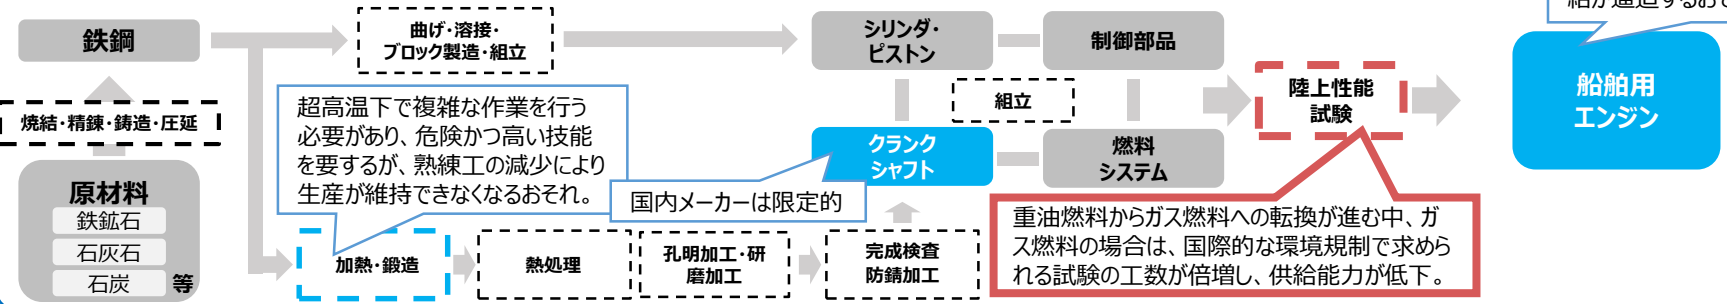 鉄鋼
焼結・精錬・鋳造・圧延
原材料
鉄鉱石
石灰石
石炭
等
曲げ・溶接・
ブロック製造・組立
超高温下で複雑な作業を行う
必要があり、危険かつ高い技能
を要するが、熟練工の減少により
生産が維持できなくなるおそれ。
加熱・鍛造
熱処理
孔明加工・研
磨加工
完成検査
防錆加工
国内メーカーは限定的
シリンダ・
ピストン
制御部品
組立
クランク
シャフト
燃料
システム
陸上性能
試験
重油燃料からガス燃料への転換が進む中、ガ
ス燃料の場合は、国際的な環境規制で求めら
れる試験の工数が倍増し、供給能力が低下。
船舶用
エンジン